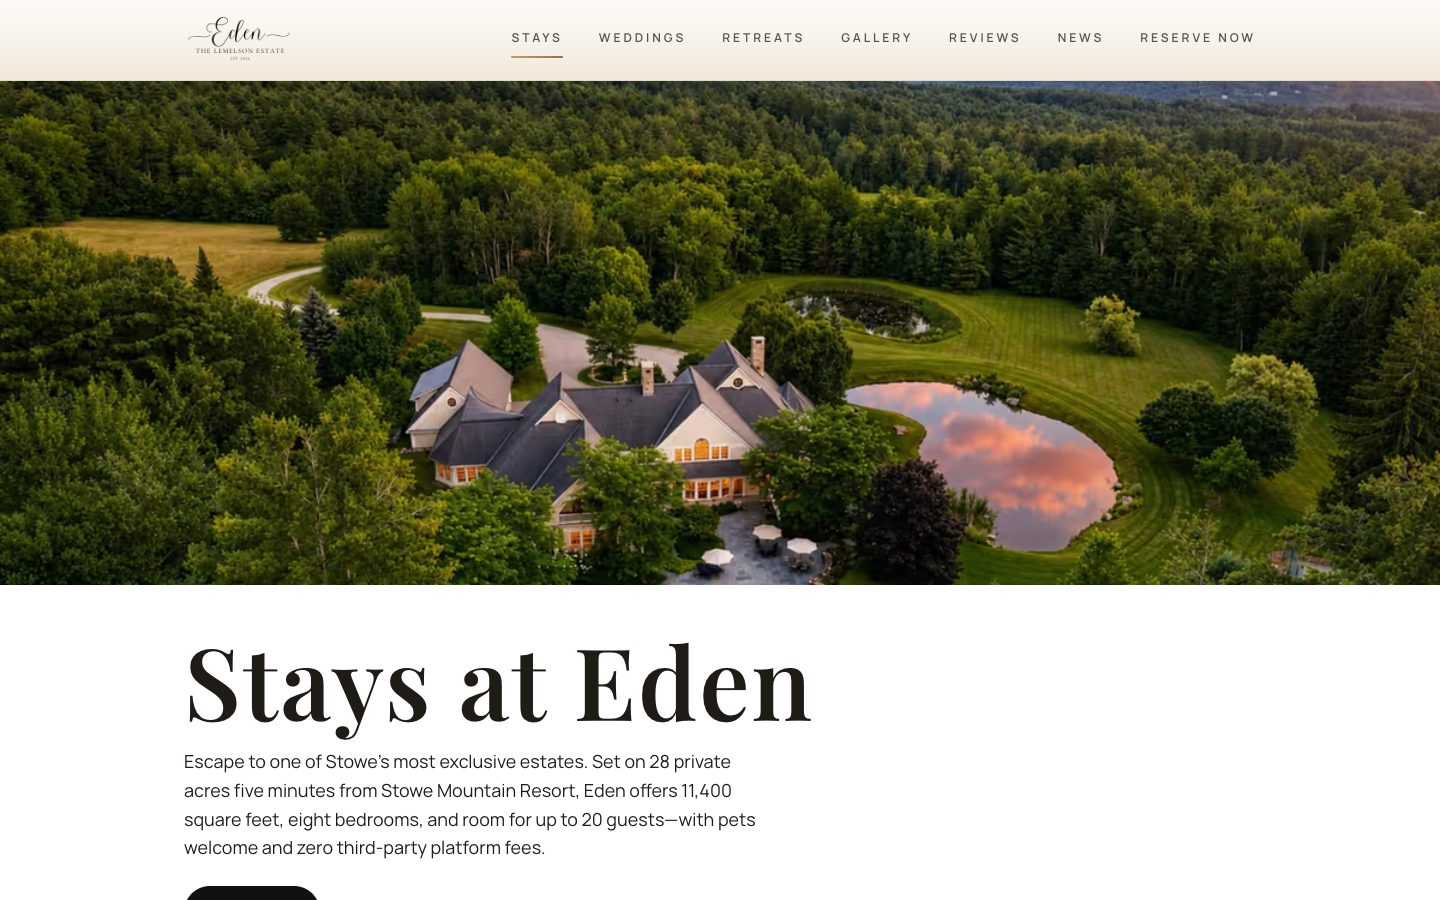 Eden
THE LEMELSON ESTATE
EST. 2016
STAYS
WEDDINGS
RETREATS
GALLERY
REVIEWS
NEWS
RESERVE NOW
Stays at Eden
Escape to one of Stowe's most exclusive estates. Set on 28 private
acres five minutes from Stowe Mountain Resort, Eden offers 11,400
square feet, eight bedrooms, and room for up to 20 guests—with pets
welcome and zero third-party platform fees.